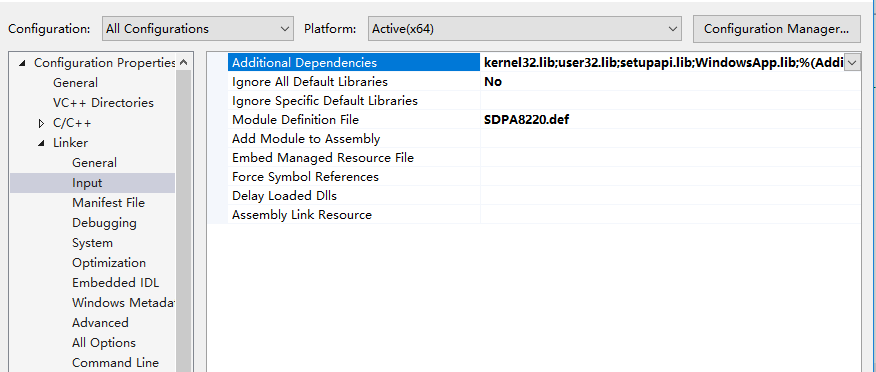 Configuration: All Configurations Platform: Active(x64) Configuration Manager...
Configuration Properties
General
VC++ Directories
C/C++
Linker
General
Input
Manifest File
Debugging
System
Optimization
Embedded IDL
Windows Metada
Advanced
All Options
Command Line
Additional Dependencies kernel32.lib;user32.lib;setupapi.lib;WindowsApp.lib;%(Addi
Ignore All Default Libraries No
Ignore Specific Default Libraries
Module Definition File SDPA8220.def
Add Module to Assembly
Embed Managed Resource File
Force Symbol References
Delay Loaded Dlls
Assembly Link Resource